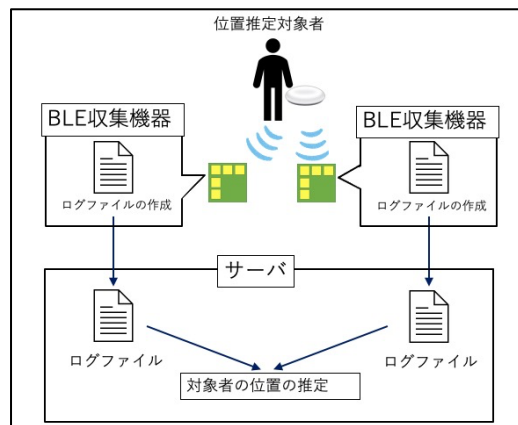 位置推定対象者
BLE収集機器
BLE収集機器
ログファイルの作成
ログファイルの作成
サーバ
ログファイル
ログファイル
対象者の位置の推定